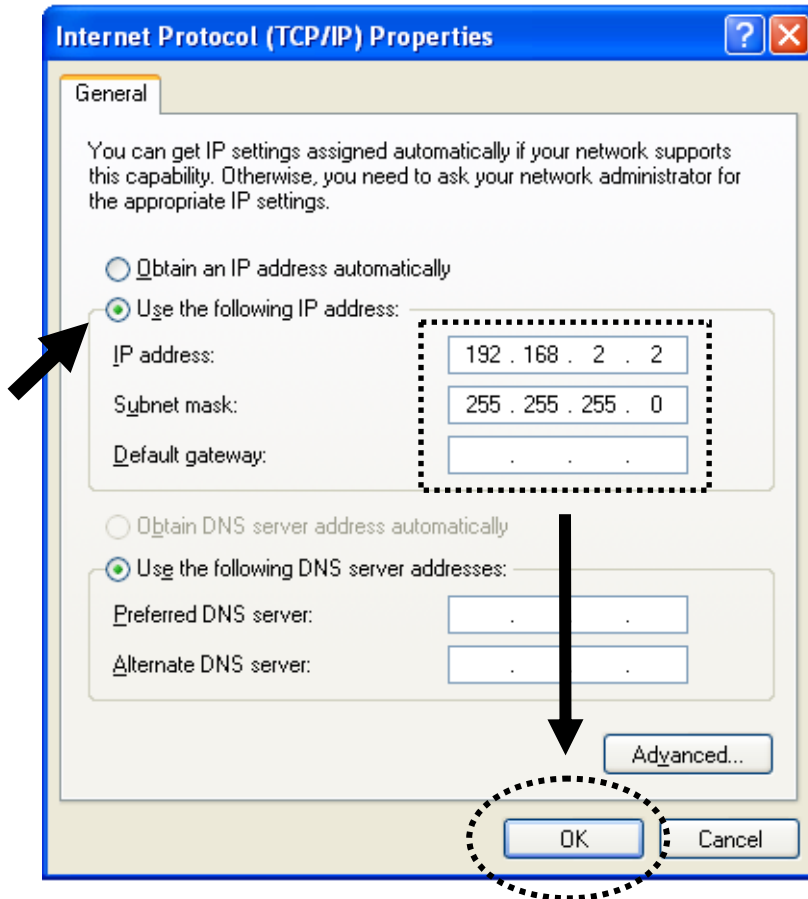 Internet Protocol (TCP/IP) Properties
General
You can get IP settings assigned automatically if your network supports
this capability. Otherwise, you need to ask your network administrator for
the appropriate IP settings.
Obtain an IP address automatically
Use the following IP address:
IP address: 192 . 168 . 2 . 2
Subnet mask: 255 . 255 . 255 . 0
Default gateway: . . .
Obtain DNS server address automatically
Use the following DNS server addresses:
Preferred DNS server: . .
Alternate DNS server: . .
Advanced...
OK Cancel